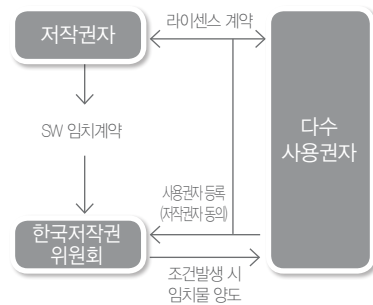 저작권자
라이센스 계약
다수
사용권자
SW 임치계약
사용권자 등록
(저작권자 동의)
한국저작권
위원회
조건발생 시
임치물 양도